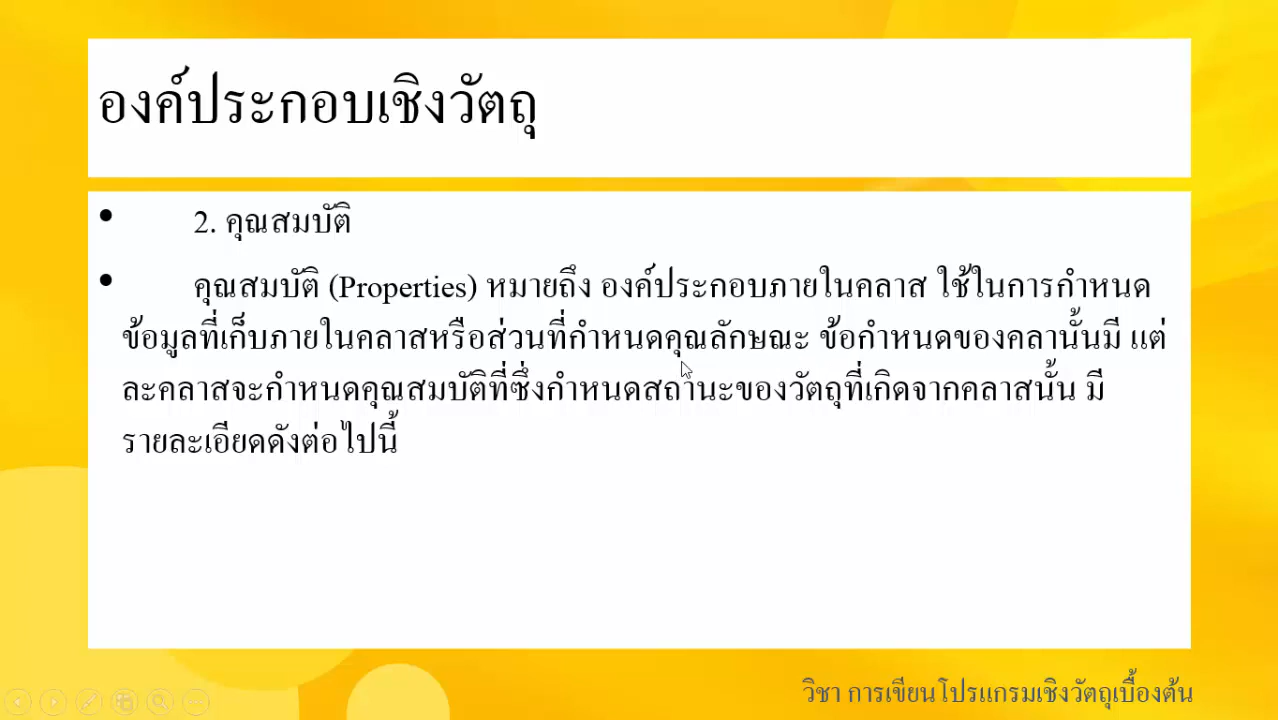 องค์ประกอบเชิงวัตถุ
• 2. คุณสมบัติ
• คุณสมบัติ (Properties) หมายถึง องค์ประกอบภายในคลาส ใช้ในการกำหนด
ข้อมูลที่เก็บภายในคลาสหรือส่วนที่กำหนดคุณลักษณะ ข้อกำหนดของคลานั้นมี แต่
ละคลาสจะกำหนดคุณสมบัติที่ซึ่งกำหนดสถานะของวัตถุที่เกิดจากคลาสนั้น มี
รายละเอียดดังต่อไปนี้
วิชา การเขียนโปรแกรมเชิงวัตถุเบื้องต้น